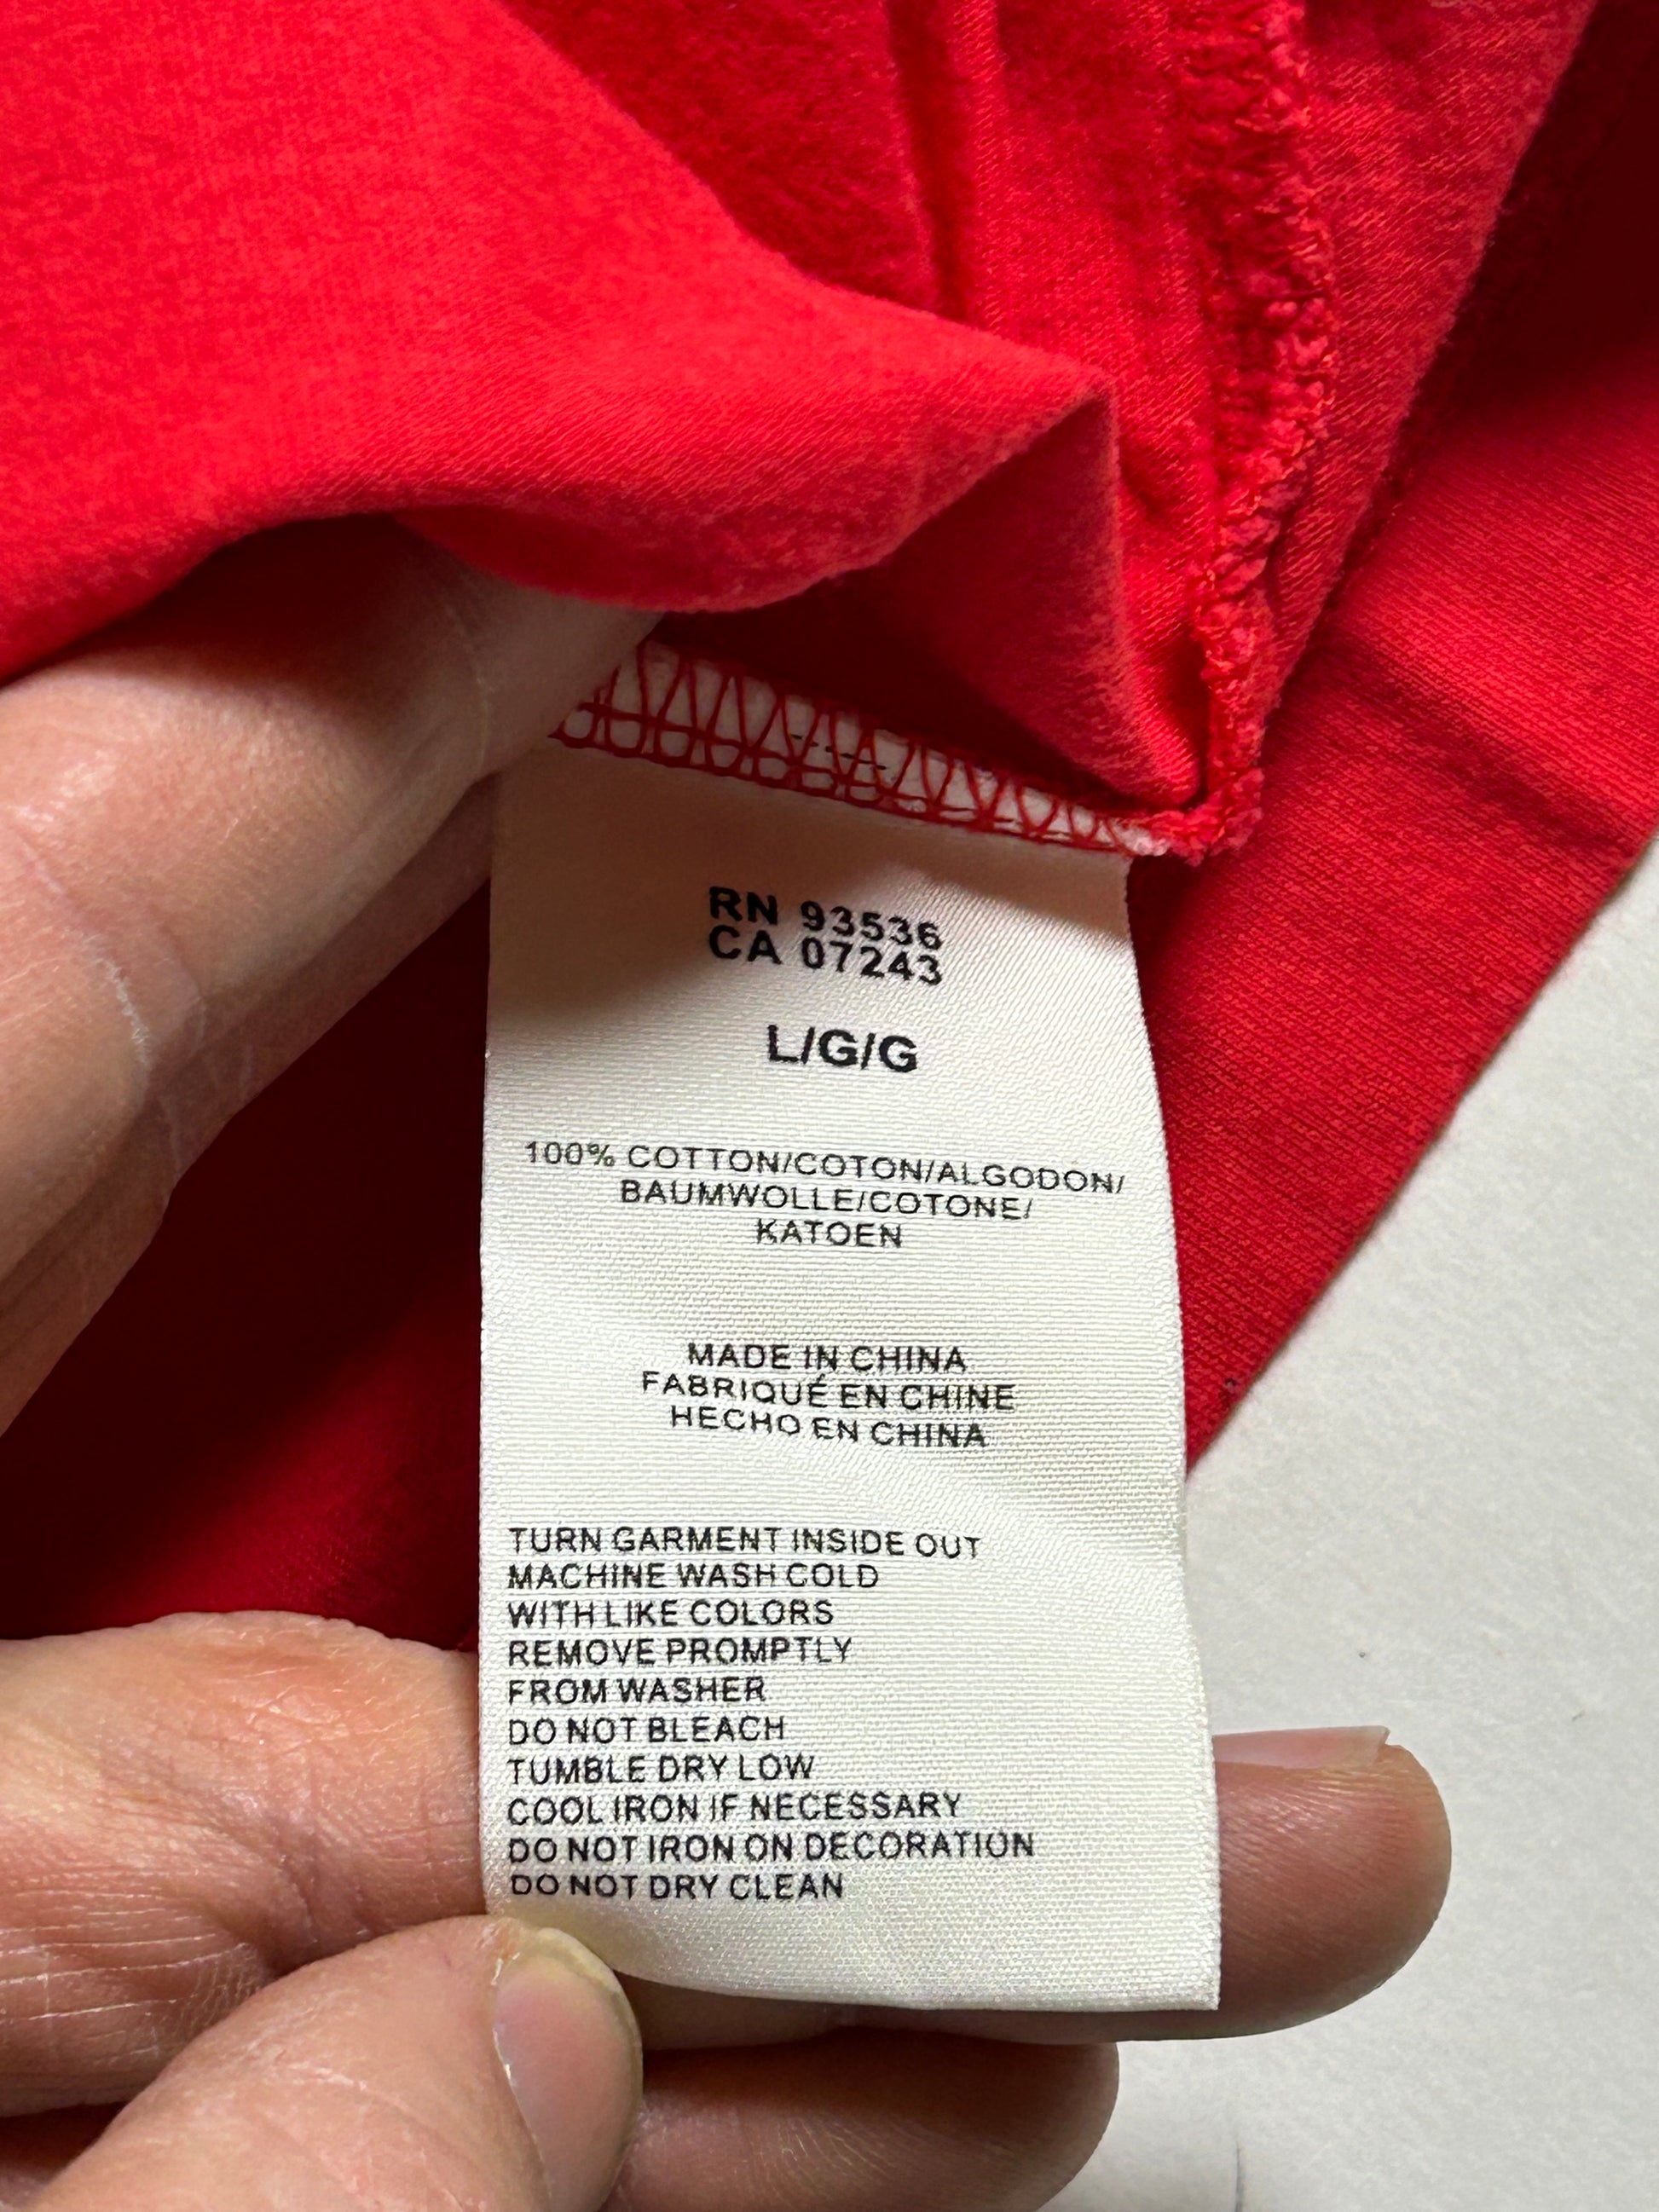 RN 93536
CA 07243
L/G/G
100% COTTON/COTON/ALGODON/
BAUMWOLLE/COTONE/
KATOEN
MADE IN CHINA
FABRIQUÉ EN CHINE
HECHO EN CHINA
TURN GARMENT INSIDE OUT
MACHINE WASH COLD
WITH LIKE COLORS
REMOVE PROMPTLY
FROM WASHER
DO NOT BLEACH
TUMBLE DRY LOW
COOL IRON IF NECESSARY
DO NOT IRON ON DECORATION
DO NOT DRY CLEAN